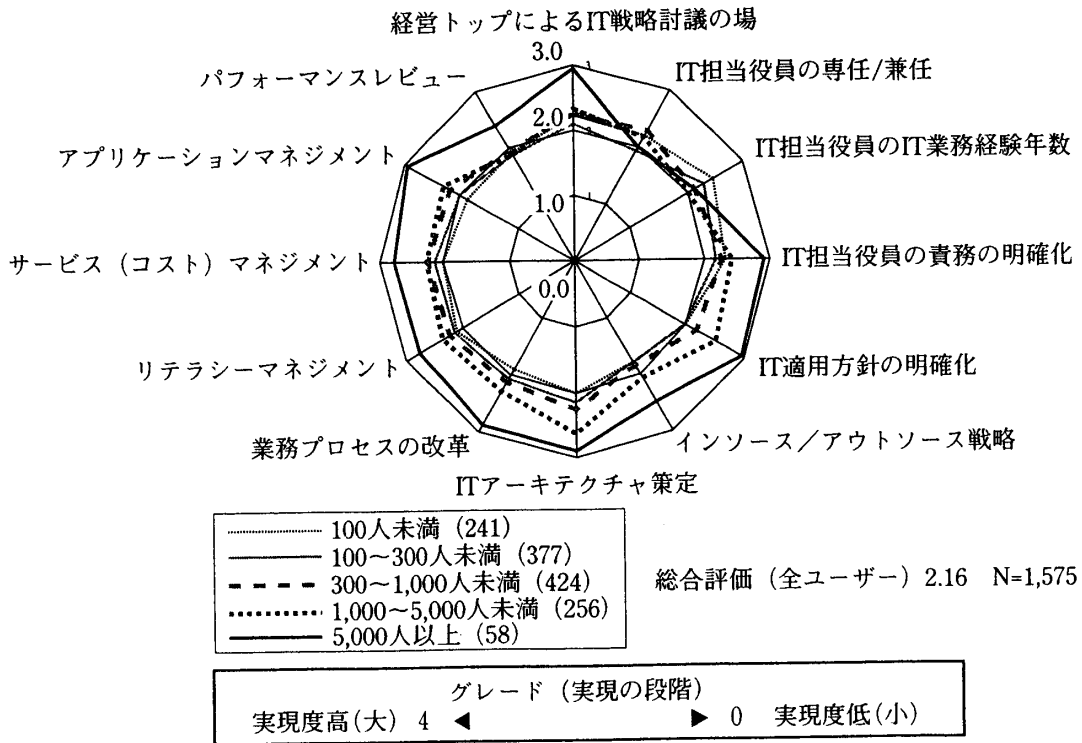 経営トップによるIT戦略討議の場
3.0
パフォーマンスレビュー
IT担当役員の専任/兼任
2.0
アプリケーションマネジメント
IT担当役員のIT業務経験年数
1.0
サービス（コスト）マネジメント
IT担当役員の責務の明確化
0.0
リテラシーマネジメント
IT適用方針の明確化
業務プロセスの改革
インソース／アウトソース戦略
ITアーキテクチャ策定
100人未満（241）
100〜300人未満（377）
300〜1,000人未満（424）
1,000〜5,000人未満（256）
5,000人以上（58）
総合評価（全ユーザー）2.16 N=1,575
グレード（実現の段階）
実現度高(大) 4 ◀ ▶ 0 実現度低(小)